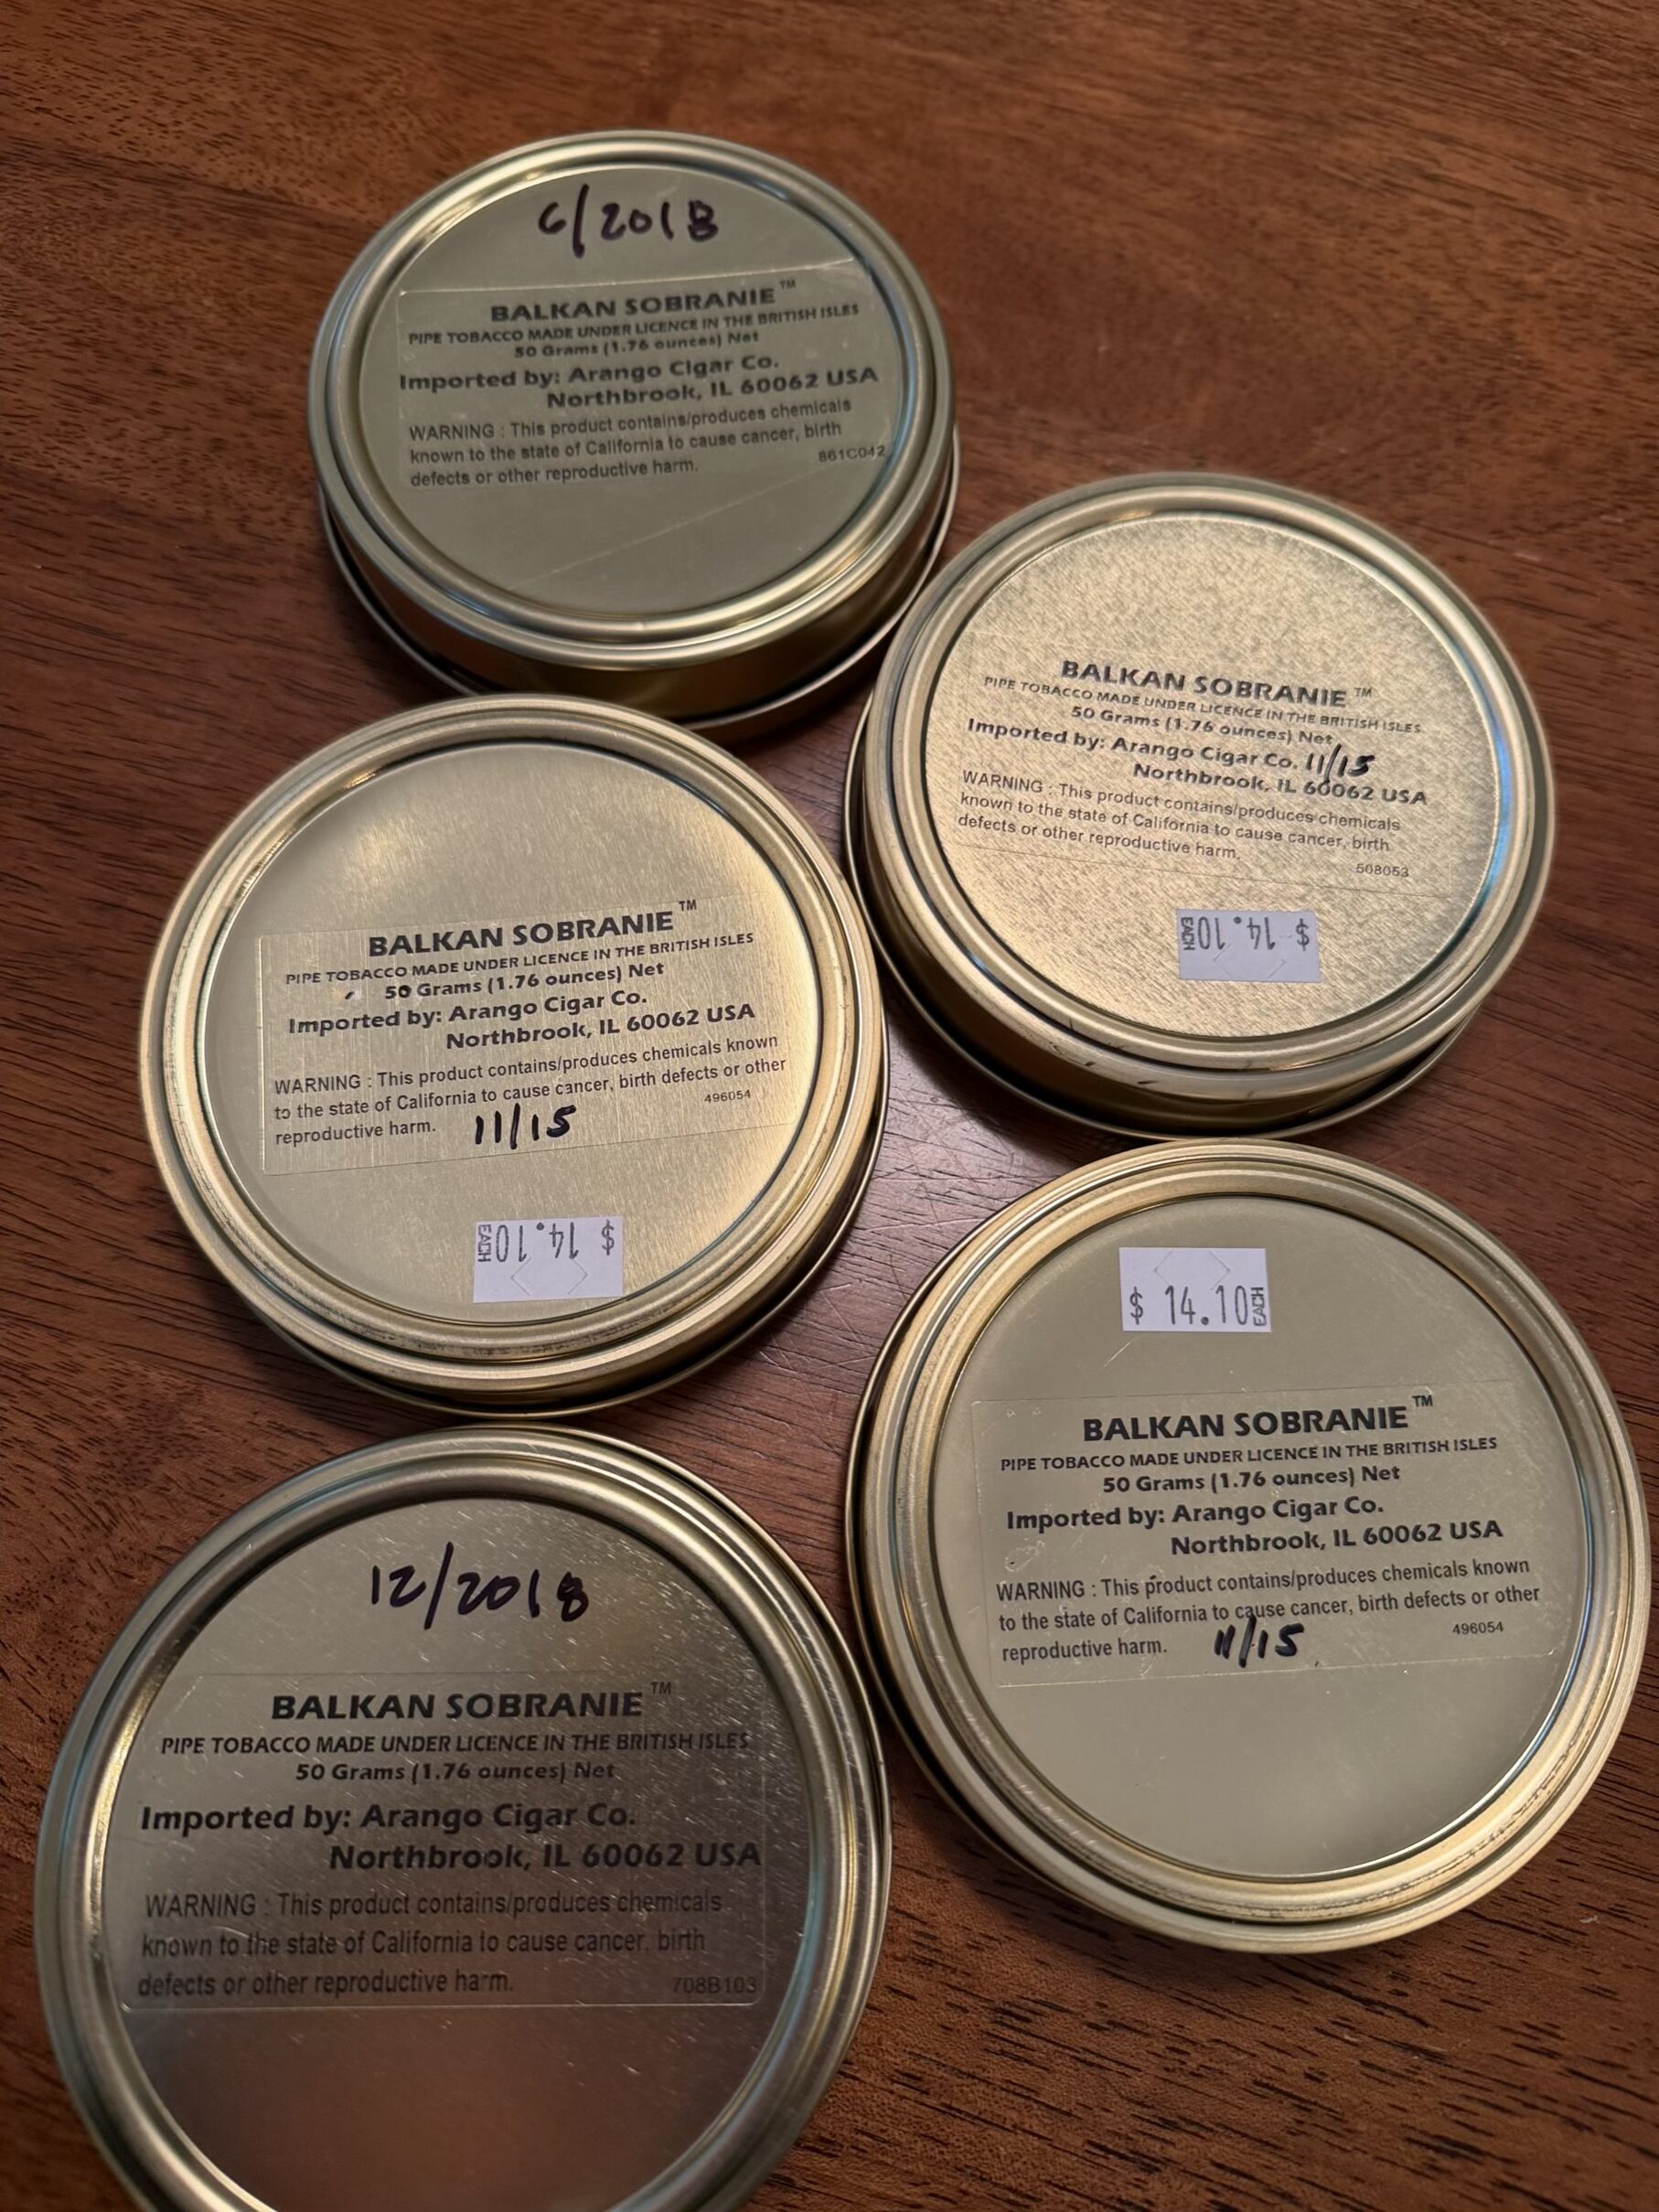 6/2018
BALKAN SOBRANIE™
PIPE TOBACCO MADE UNDER LICENCE IN THE BRITISH ISLES
50 Grams (1.76 ounces) Net
Imported by: Arango Cigar Co.
Northbrook, IL 60062 USA
WARNING : This product contains/produces chemicals
known to the state of California to cause cancer, birth
defects or other reproductive harm.
861C042
BALKAN SOBRANIE™
PIPE TOBACCO MADE UNDER LICENCE IN THE BRITISH ISLES
50 Grams (1.76 ounces) Net
Imported by: Arango Cigar Co. 11/15
Northbrook, IL 60062 USA
WARNING : This product contains/produces chemicals
known to the state of California to cause cancer, birth
defects or other reproductive harm.
508053
$ 14.10 EACH
BALKAN SOBRANIE™
PIPE TOBACCO MADE UNDER LICENCE IN THE BRITISH ISLES
50 Grams (1.76 ounces) Net
Imported by: Arango Cigar Co.
Northbrook, IL 60062 USA
WARNING : This product contains/produces chemicals known
to the state of California to cause cancer, birth defects or other
reproductive harm. 11/15
496054
$ 14.10 EACH
$ 14.10 EACH
BALKAN SOBRANIE™
PIPE TOBACCO MADE UNDER LICENCE IN THE BRITISH ISLES
50 Grams (1.76 ounces) Net
Imported by: Arango Cigar Co.
Northbrook, IL 60062 USA
WARNING : This product contains/produces chemicals known
to the state of California to cause cancer, birth defects or other
reproductive harm. 11/15
496054
12/2018
BALKAN SOBRANIE™
PIPE TOBACCO MADE UNDER LICENCE IN THE BRITISH ISLES
50 Grams (1.76 ounces) Net
Imported by: Arango Cigar Co.
Northbrook, IL 60062 USA
WARNING : This product contains/produces chemicals
known to the state of California to cause cancer, birth
defects or other reproductive harm.
708B103